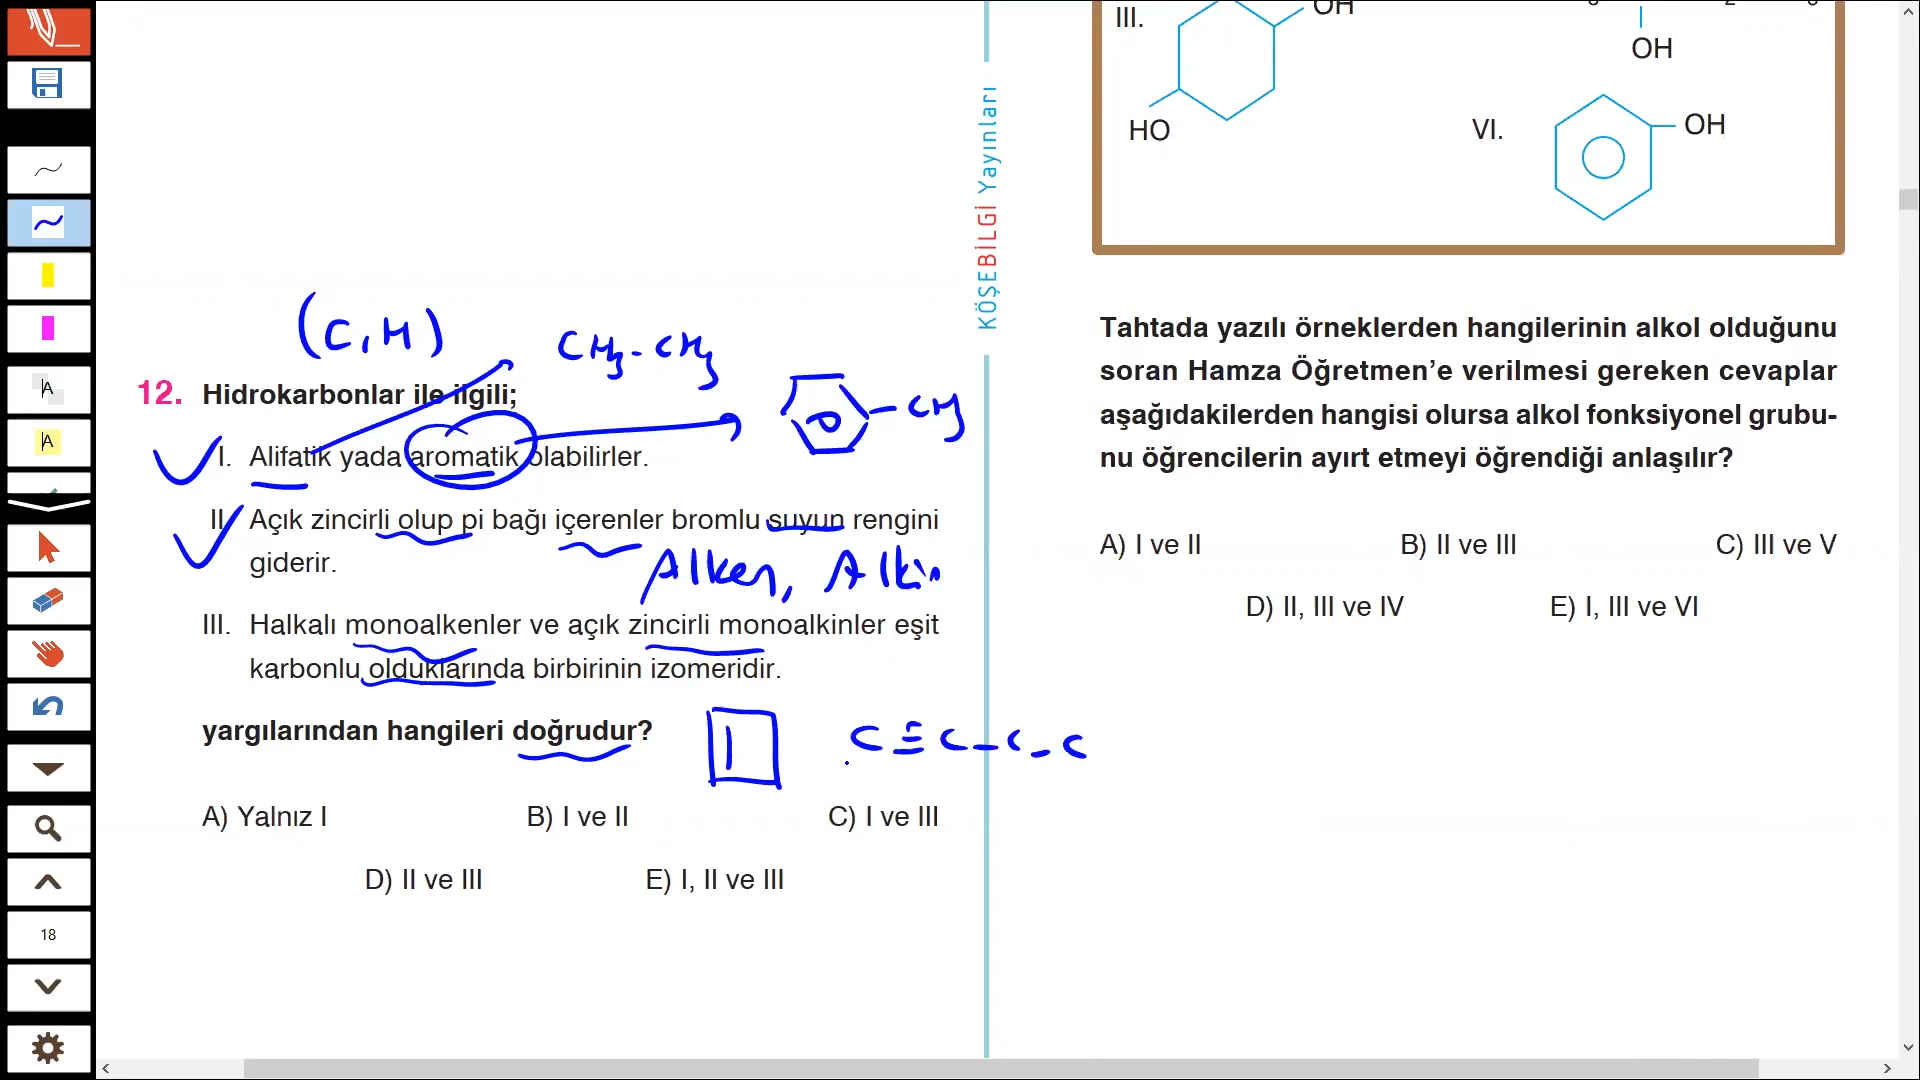 (C,H)
CH3-CH3
12. Hidrokarbonlar ile ilgili;
-CH3
I. Alifatik yada aromatik olabilirler.
II. Açık zincirli olup pi bağı içerenler bromlu suyun rengini
giderir.
Alken, Alkin
III. Halkalı monoalkenler ve açık zincirli monoalkinler eşit
karbonlu olduklarında birbirinin izomeridir.
yargılarından hangileri doğrudur?
C≡C-C-C
A) Yalnız I
B) I ve II
C) I ve III
D) II ve III
E) I, II ve III
KÖŞEBİLGİ Yayınları
III.
OH
HO
OH
VI.
OH
Tahtada yazılı örneklerden hangilerinin alkol olduğunu
soran Hamza Öğretmen’e verilmesi gereken cevaplar
aşağıdakilerden hangisi olursa alkol fonksiyonel grubu-
nu öğrencilerin ayırt etmeyi öğrendiği anlaşılır?
A) I ve II
B) II ve III
C) III ve V
D) II, III ve IV
E) I, III ve VI
A
A
18